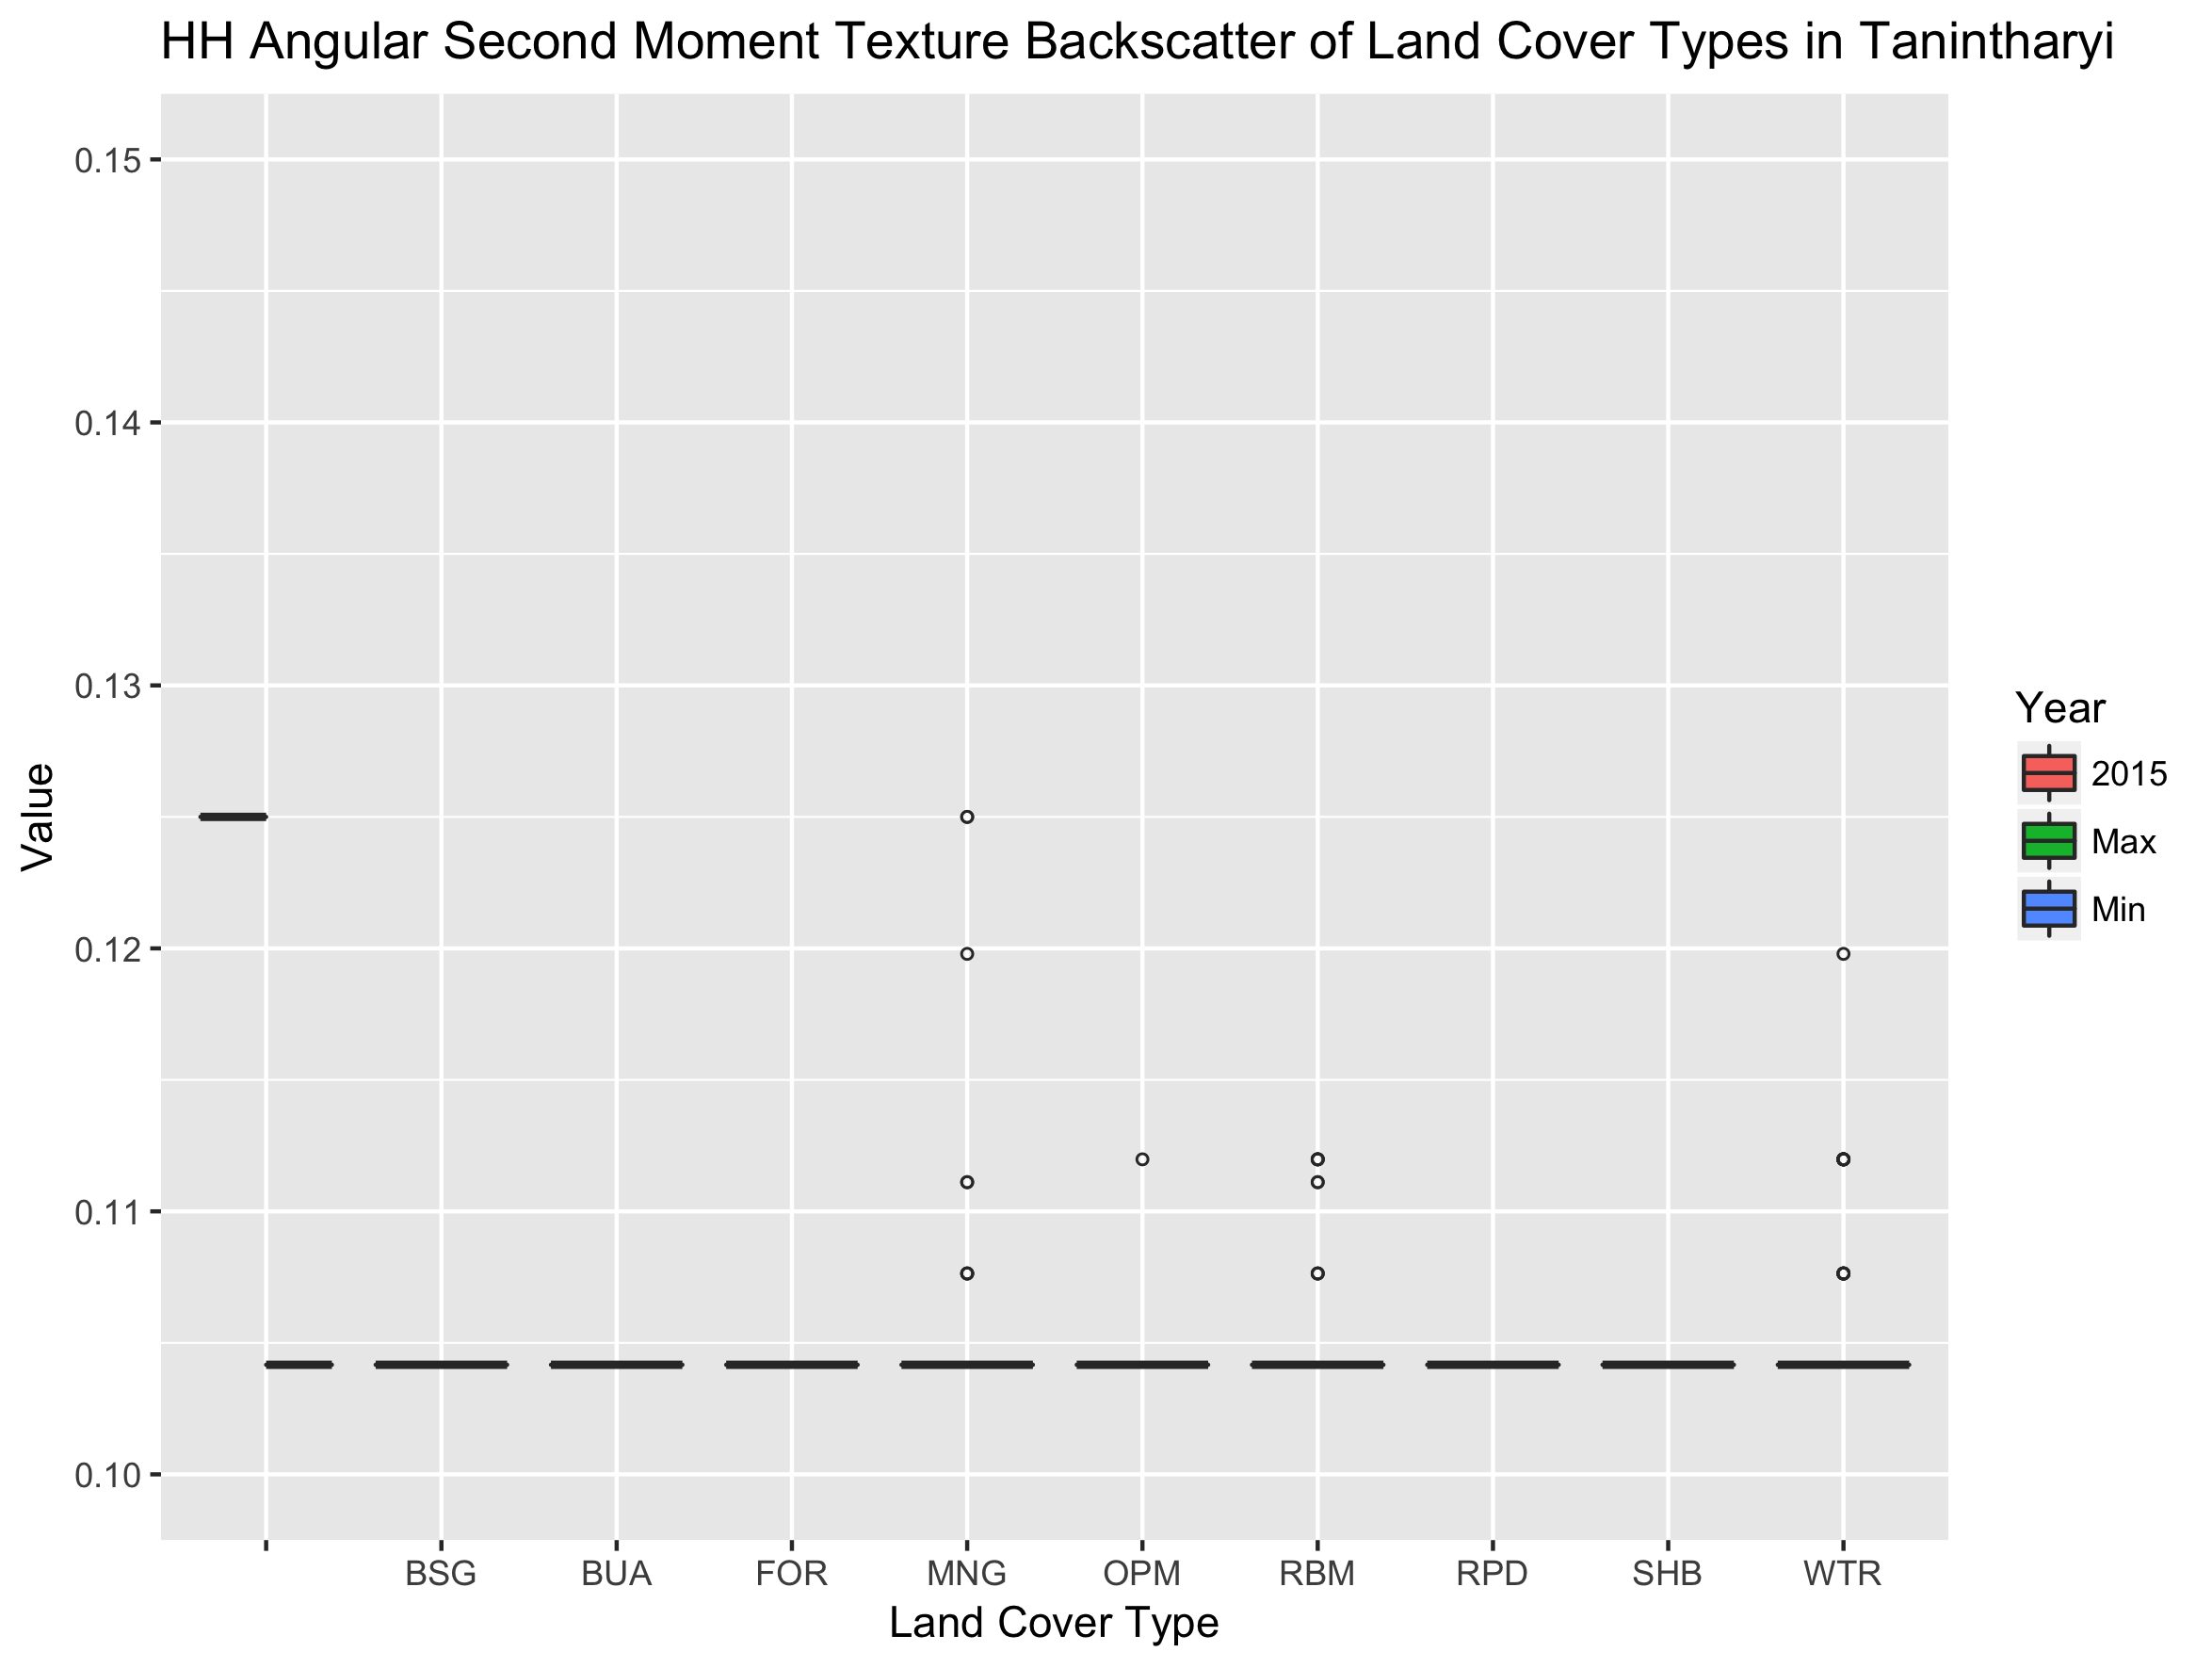 HH Angular Second Moment Texture Backscatter of Land Cover Types in Tanintharyi
0.15
0.14
0.13
0.12
0.11
0.10
Value
BSG BUA FOR MNG OPM RBM RPD SHB WTR
Land Cover Type
Year
2015
Max
Min